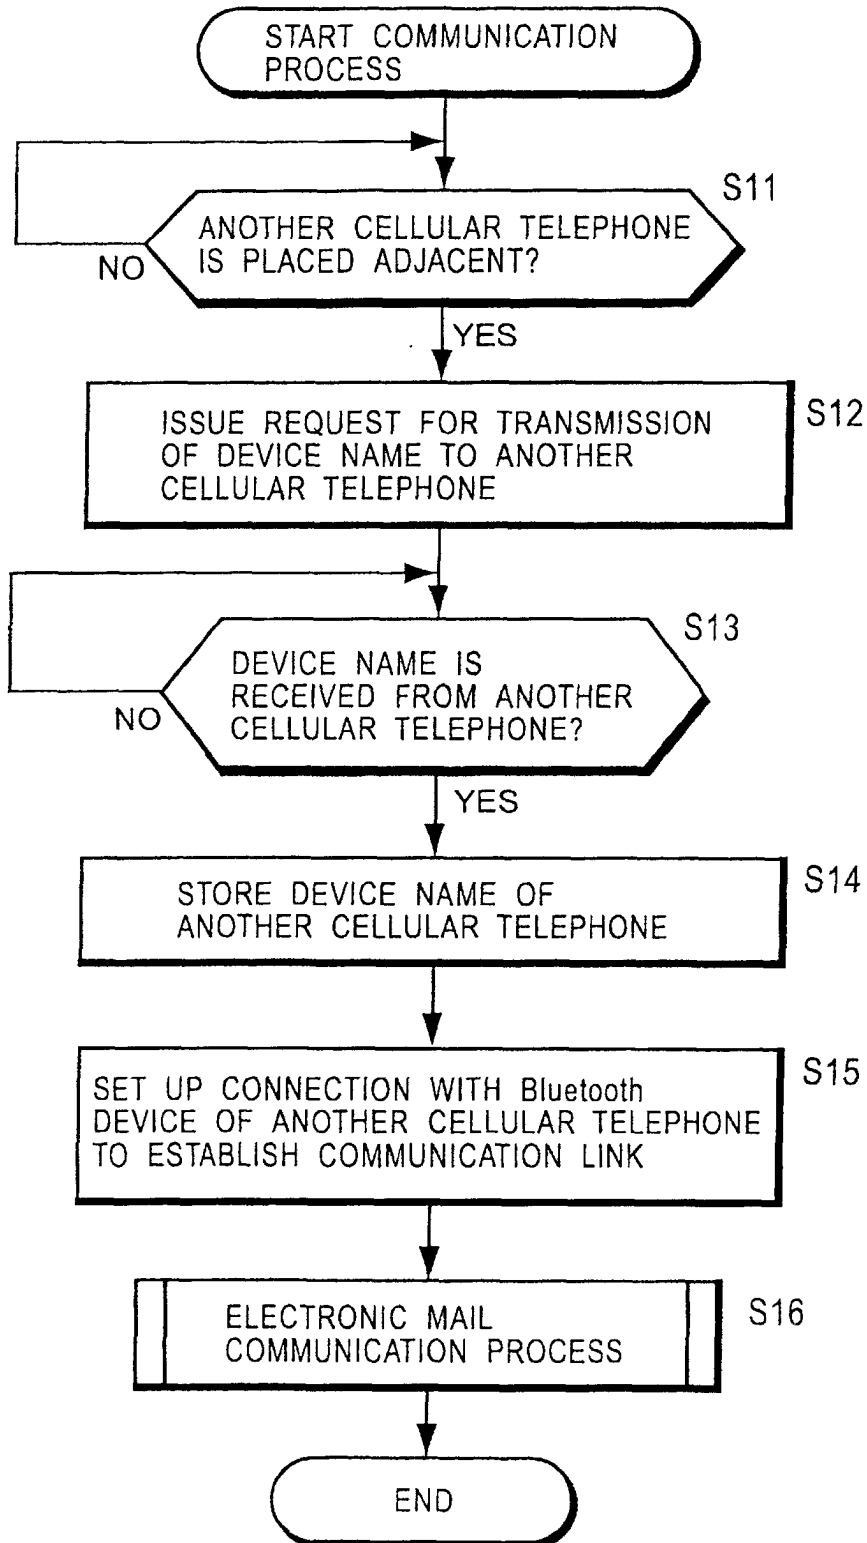 START COMMUNICATION
PROCESS
S11
ANOTHER CELLULAR TELEPHONE
IS PLACED ADJACENT?
NO
YES
S12
ISSUE REQUEST FOR TRANSMISSION
OF DEVICE NAME TO ANOTHER
CELLULAR TELEPHONE
S13
DEVICE NAME IS
RECEIVED FROM ANOTHER
CELLULAR TELEPHONE?
NO
YES
S14
STORE DEVICE NAME OF
ANOTHER CELLULAR TELEPHONE
S15
SET UP CONNECTION WITH Bluetooth
DEVICE OF ANOTHER CELLULAR TELEPHONE
TO ESTABLISH COMMUNICATION LINK
S16
ELECTRONIC MAIL
COMMUNICATION PROCESS
END